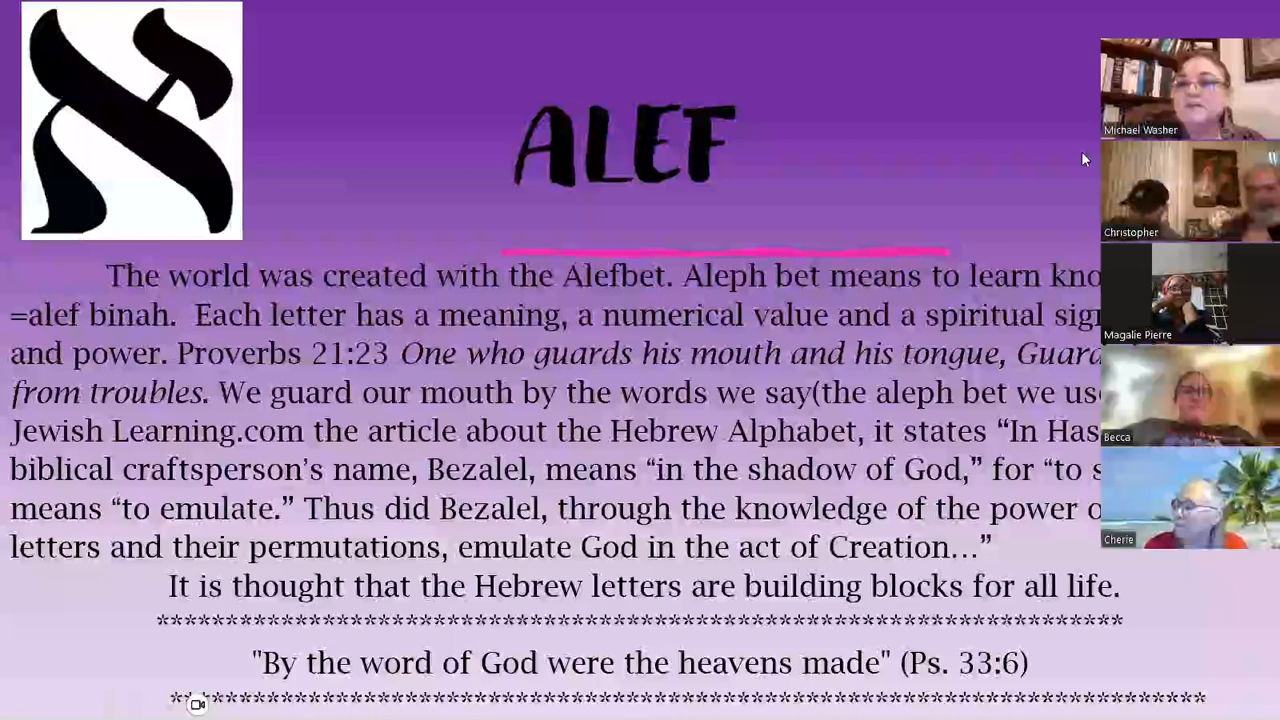 א
ALEF
The world was created with the Alefbet. Aleph bet means to learn kno
=alef binah. Each letter has a meaning, a numerical value and a spiritual sig
and power. Proverbs 21:23 One who guards his mouth and his tongue, Guard
from troubles. We guard our mouth by the words we say(the aleph bet we us
Jewish Learning.com the article about the Hebrew Alphabet, it states “In Has
biblical craftsperson’s name, Bezalel, means “in the shadow of God,” for “to s
means “to emulate.” Thus did Bezalel, through the knowledge of the power o
letters and their permutations, emulate God in the act of Creation…”
It is thought that the Hebrew letters are building blocks for all life.
**********************************************************************
"By the word of God were the heavens made" (Ps. 33:6)
***************************************************************************
Michael Washer
Christopher
Magalie Pierre
Becca
Cherie